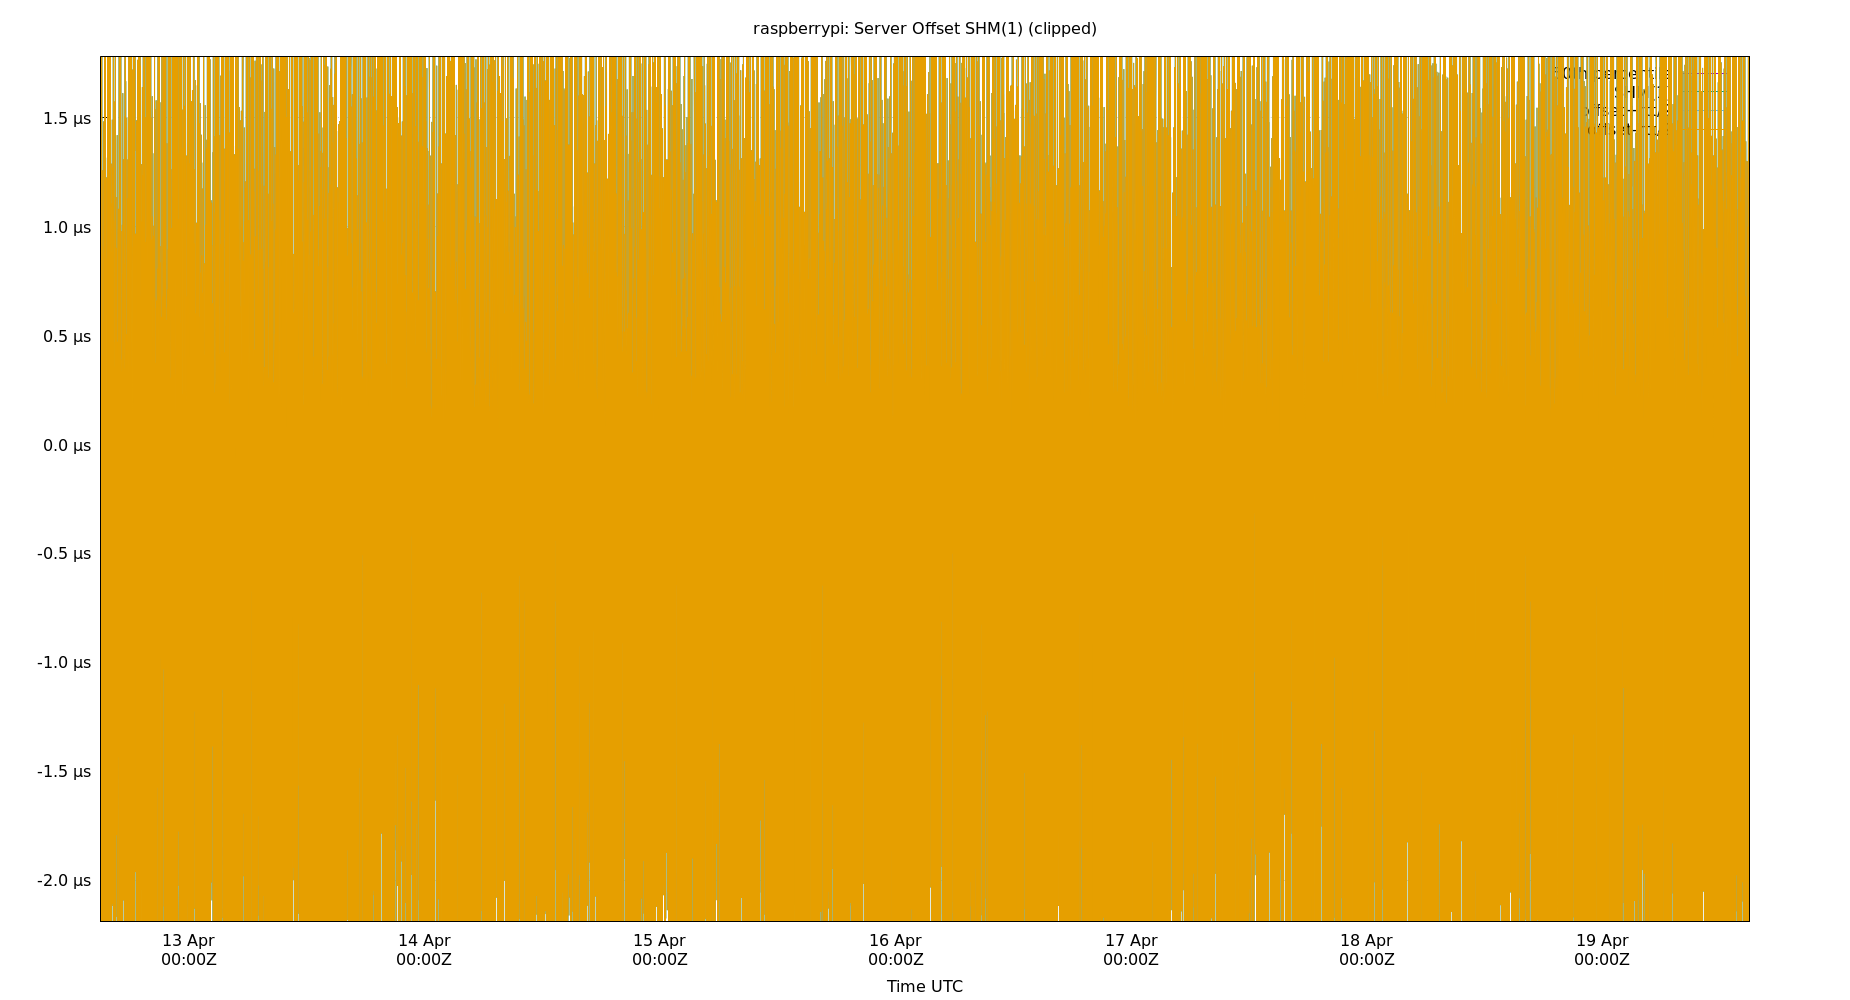 raspberrypi: Server Offset SHM(1) (clipped)
1.5 µs
1.0 µs
0.5 µs
0.0 µs
-0.5 µs
-1.0 µs
-1.5 µs
-2.0 µs
13 Apr 14 Apr 15 Apr 16 Apr 17 Apr 18 Apr 19 Apr
00:00Z 00:00Z 00:00Z 00:00Z 00:00Z 00:00Z 00:00Z
Time UTC